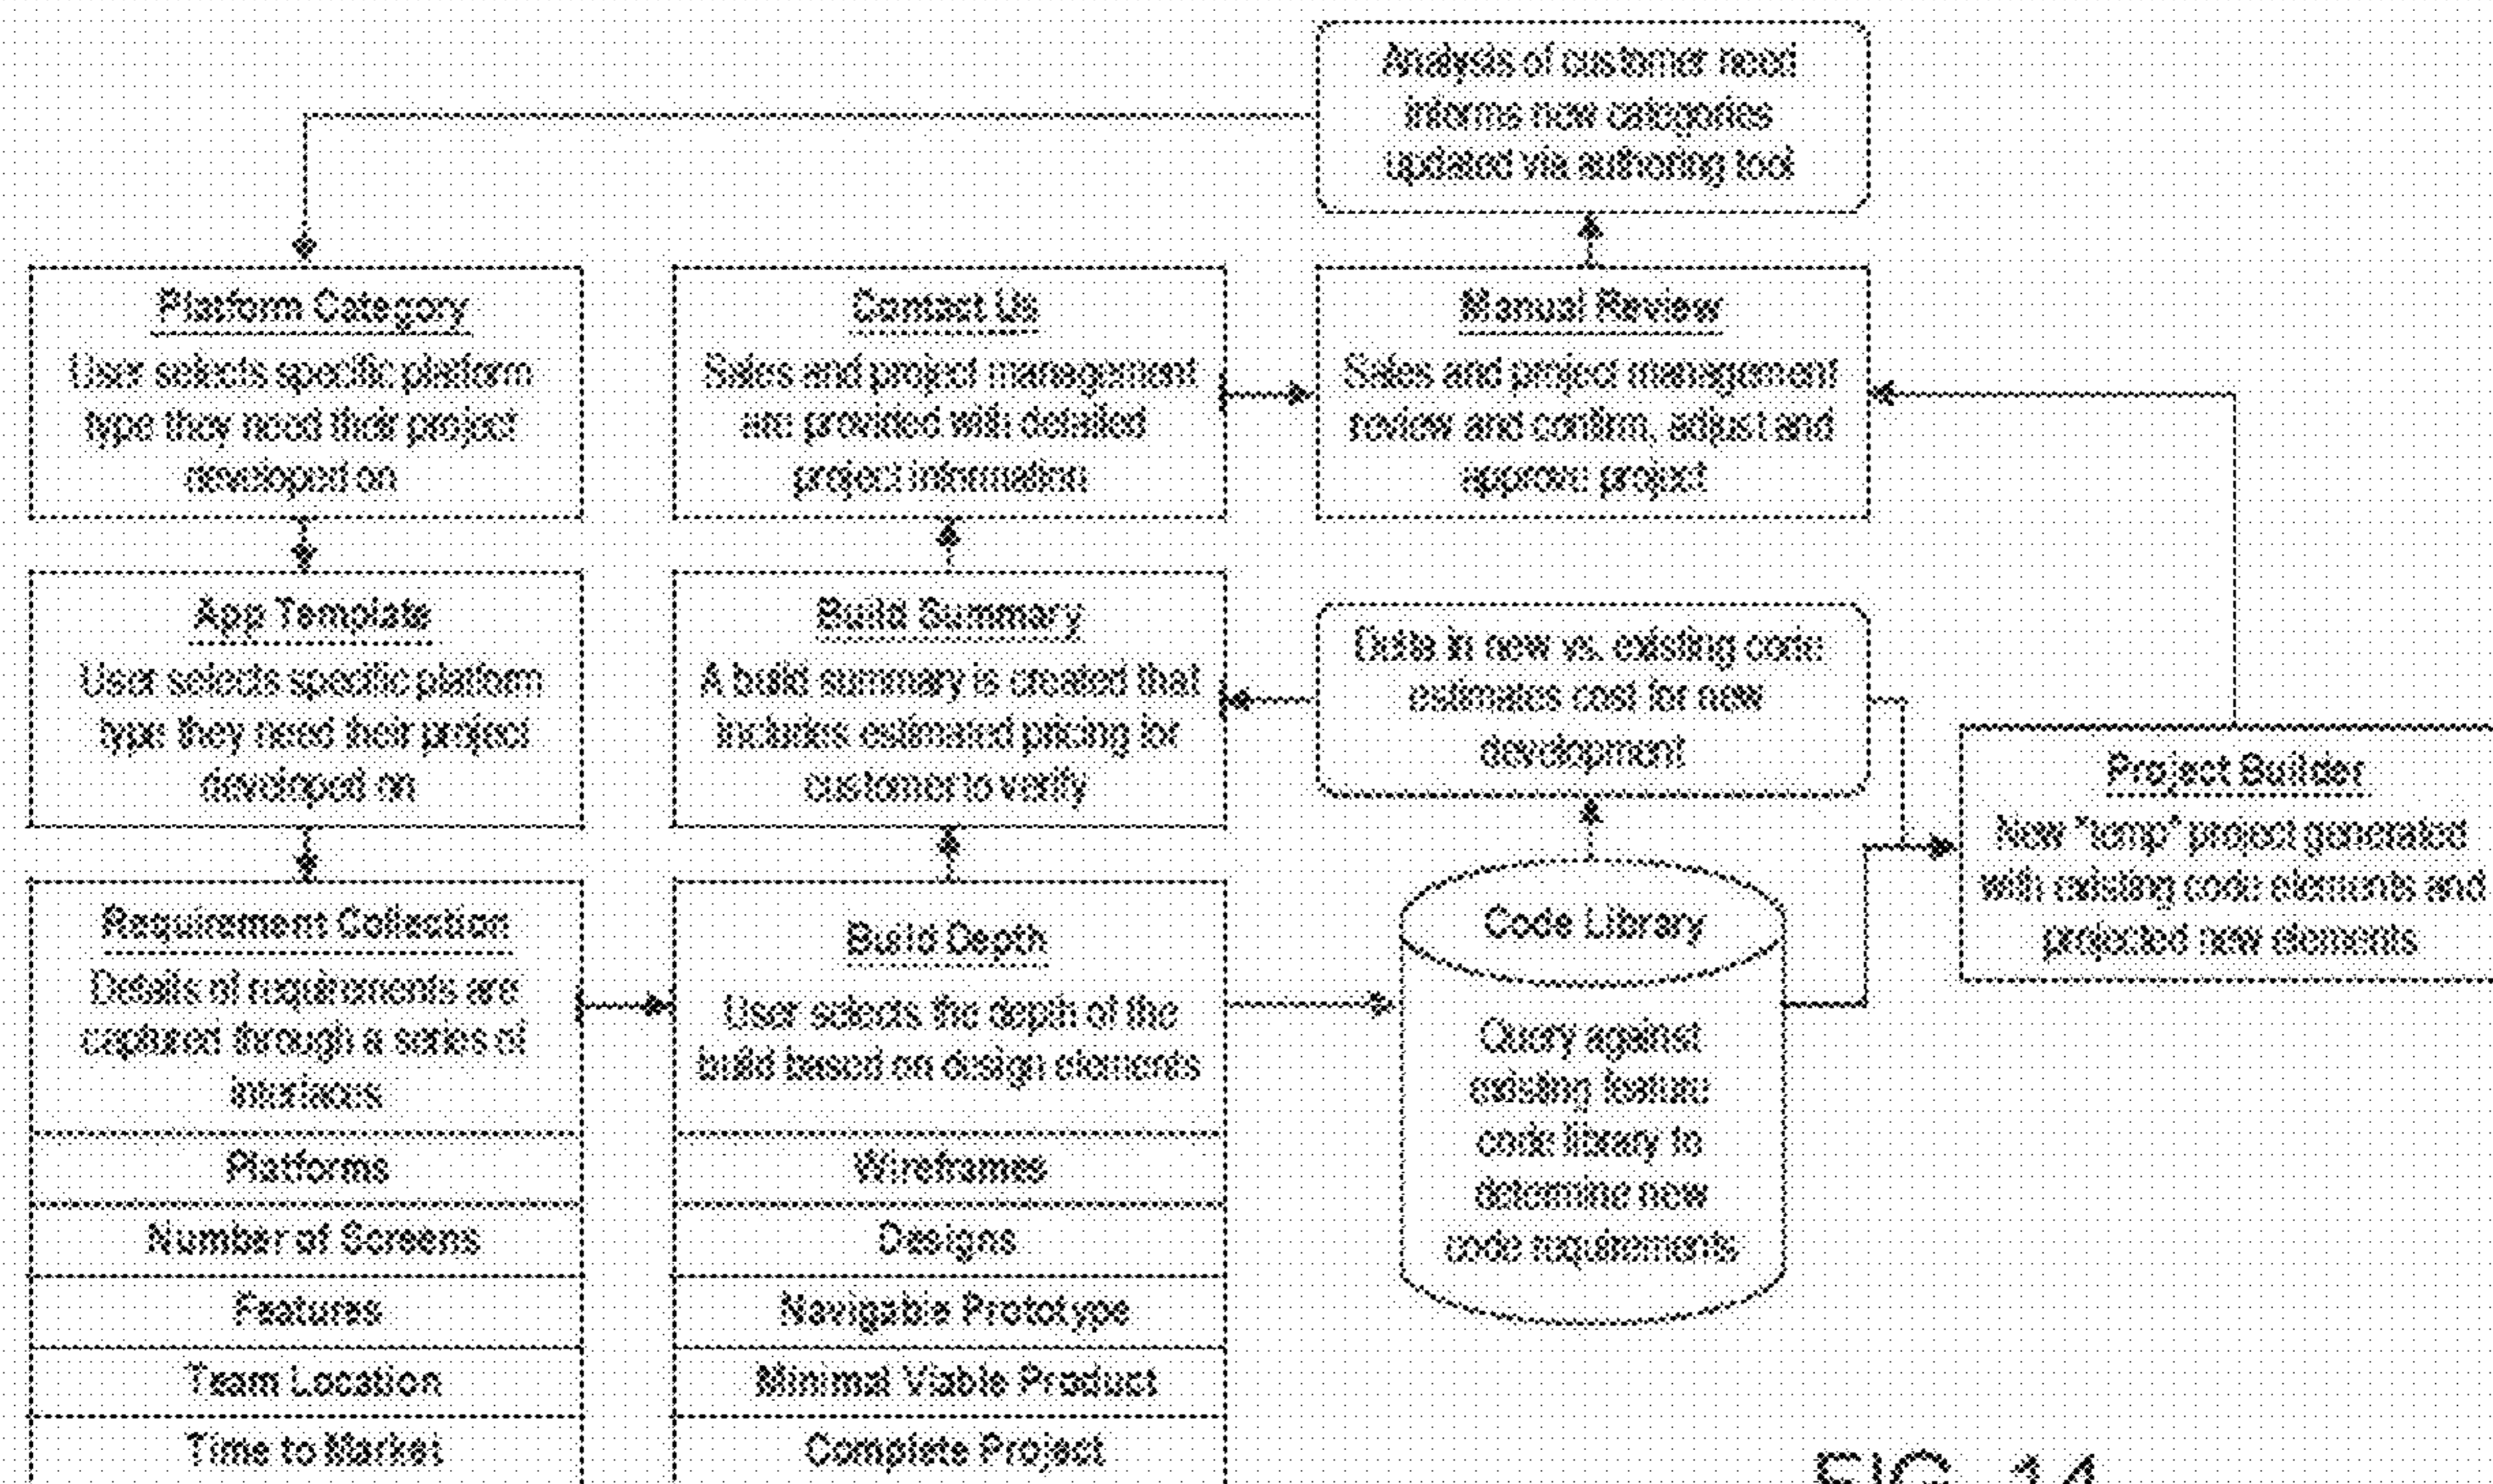 Analysis of customer need
informs new categories
updated via authoring tool
Platform Category
User selects specific platform
type they need their project
developed on
Contact Us
Sales and project management
are provided with detailed
project information
Manual Review
Sales and project management
review and confirm, adjust and
approve project
App Template
User selects specific platform
type they need their project
developed on
Build Summary
A build summary is created that
includes estimated pricing for
customer to verify
in new vs. existing code
estimates cost for new
development
Project Builder
New "temp" project generated
with existing code elements and
projected new elements
Requirement Collection
Details of requirements are
captured through a series of
interfaces
Platforms
Number of Screens
Features
Team Location
Time to Market
Build Depth
User selects the depth of the
build based on design elements
Wireframes
Designs
Navigable Prototype
Minimal Viable Product
Complete Project
Code Library
Query against
existing feature
code library to
determine new
code requirements
FIG. 14